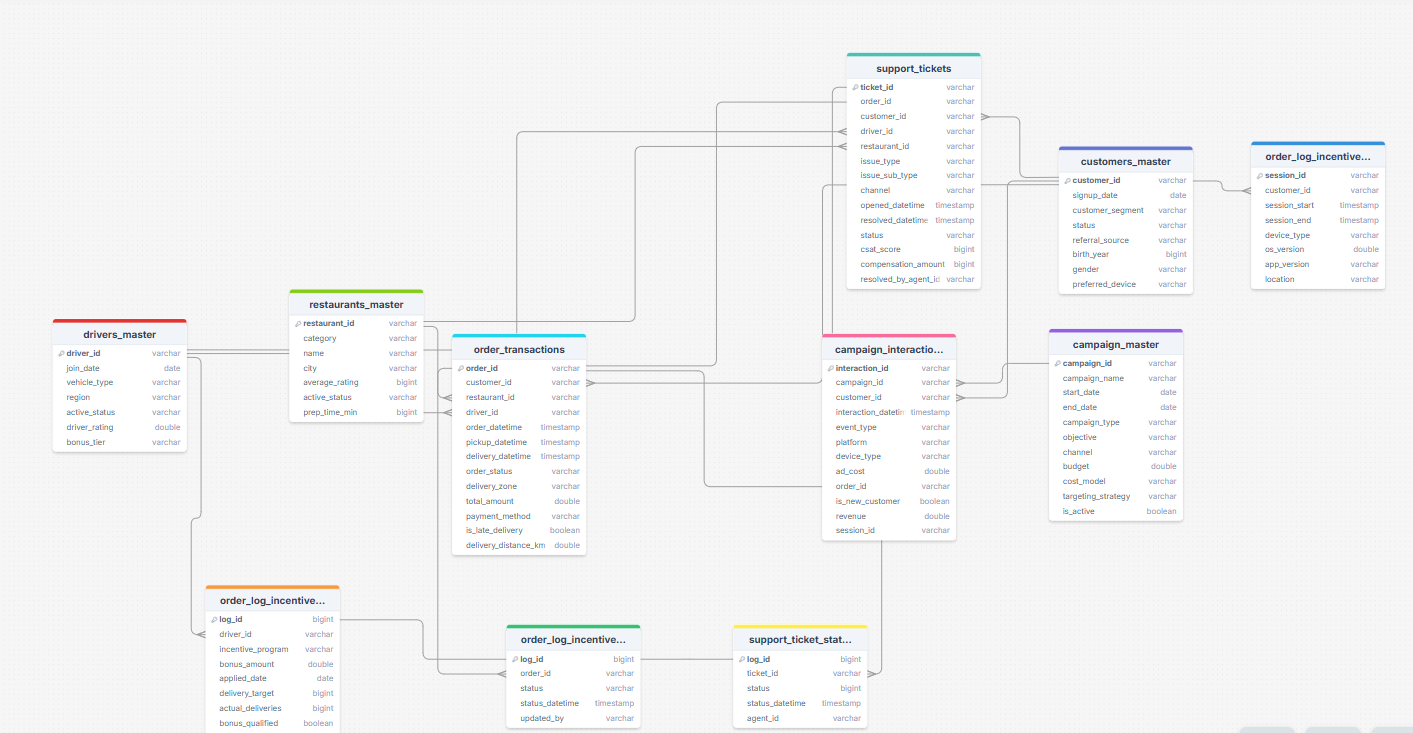 support_tickets
ticket_id varchar
order_id varchar
customer_id varchar
driver_id varchar
restaurant_id varchar
issue_type varchar
issue_sub_type varchar
channel varchar
opened_datetime timestamp
resolved_datetime timestamp
status varchar
csat_score bigint
compensation_amount bigint
resolved_by_agent_id varchar
customers_master
customer_id varchar
signup_date date
customer_segment varchar
status varchar
referral_source varchar
birth_year bigint
gender varchar
preferred_device varchar
order_log_incentive...
session_id varchar
customer_id varchar
session_start timestamp
session_end timestamp
device_type varchar
os_version double
app_version varchar
location varchar
drivers_master
driver_id varchar
join_date date
vehicle_type varchar
region varchar
active_status varchar
driver_rating double
bonus_tier varchar
restaurants_master
restaurant_id varchar
category varchar
name varchar
city varchar
average_rating bigint
active_status varchar
prep_time_min bigint
order_transactions
order_id varchar
customer_id varchar
restaurant_id varchar
driver_id varchar
order_datetime timestamp
pickup_datetime timestamp
delivery_datetime timestamp
order_status varchar
delivery_zone varchar
total_amount double
payment_method varchar
is_late_delivery boolean
delivery_distance_km double
campaign_interactio...
interaction_id varchar
campaign_id varchar
customer_id varchar
interaction_datetin timestamp
event_type varchar
platform varchar
device_type varchar
ad_cost double
order_id varchar
is_new_customer boolean
revenue double
session_id varchar
campaign_master
campaign_id varchar
campaign_name varchar
start_date date
end_date date
campaign_type varchar
objective varchar
channel varchar
budget double
cost_model varchar
targeting_strategy varchar
is_active boolean
order_log_incentive...
log_id bigint
driver_id varchar
incentive_program varchar
bonus_amount double
applied_date date
delivery_target bigint
actual_deliveries bigint
bonus_qualified boolean
order_log_incentive...
log_id bigint
order_id varchar
status varchar
status_datetime timestamp
updated_by varchar
support_ticket_stat...
log_id bigint
ticket_id varchar
status bigint
status_datetime timestamp
agent_id varchar